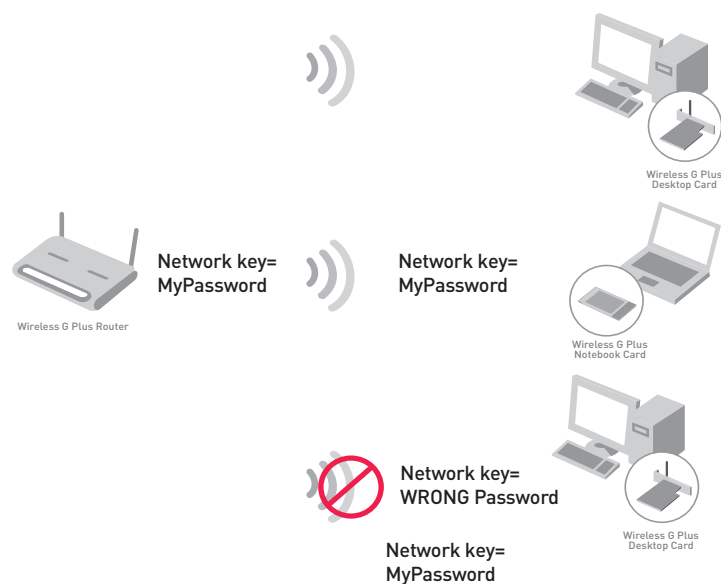 Wireless G Plus
Desktop Card
Network key=
MyPassword
Network key=
MyPassword
Wireless G Plus Router
Wireless G Plus
Notebook Card
Network key=
WRONG Password
Wireless G Plus
Desktop Card
Network key=
MyPassword